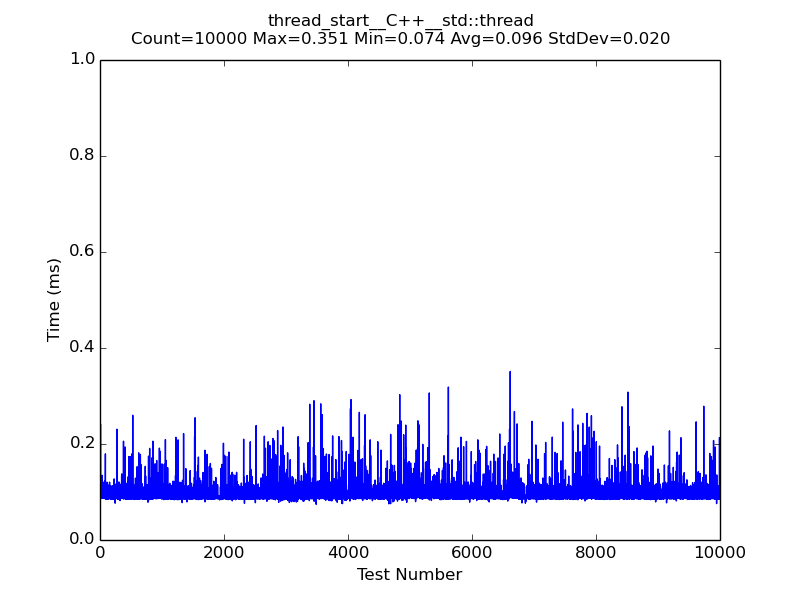 thread_start__C++__std::thread
Count=10000 Max=0.351 Min=0.074 Avg=0.096 StdDev=0.020
1.0
0.8
0.6
0.4
0.2
0.0
Time (ms)
0 2000 4000 6000 8000 10000
Test Number